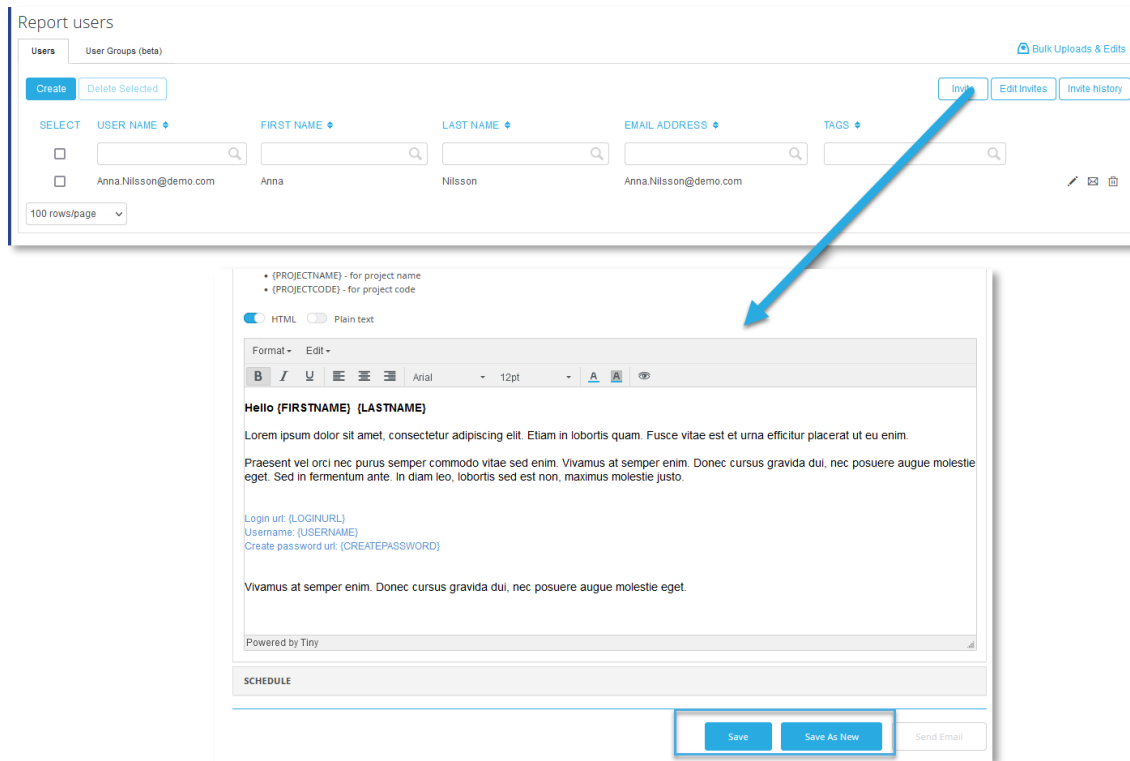 Report users
Users User Groups (beta) Bulk Uploads & Edits
Create Delete Selected Invite Edit Invites Invite history
SELECT USER NAME FIRST NAME LAST NAME EMAIL ADDRESS TAGS
Anna.Nilsson@demo.com Anna Nilsson Anna.Nilsson@demo.com
100 rows/page
• {PROJECTNAME} - for project name
• {PROJECTCODE} - for project code
HTML Plain text
Format Edit
B I U Arial 12pt A A
Hello {FIRSTNAME} {LASTNAME}
Lorem ipsum dolor sit amet, consectetur adipiscing elit. Etiam in lobortis quam. Fusce vitae est et urna efficitur placerat ut eu enim.
Praesent vel orci nec purus semper commodo vitae sed enim. Vivamus at semper enim. Donec cursus gravida dui, nec posuere augue molestie
eget. Sed in fermentum ante. In diam leo, lobortis sed est non, maximus molestie justo.
Login url: {LOGINURL}
Username: {USERNAME}
Create password url: {CREATEPASSWORD}
Vivamus at semper enim. Donec cursus gravida dui, nec posuere augue molestie eget.
Powered by Tiny
SCHEDULE
Save Save As New Send Email